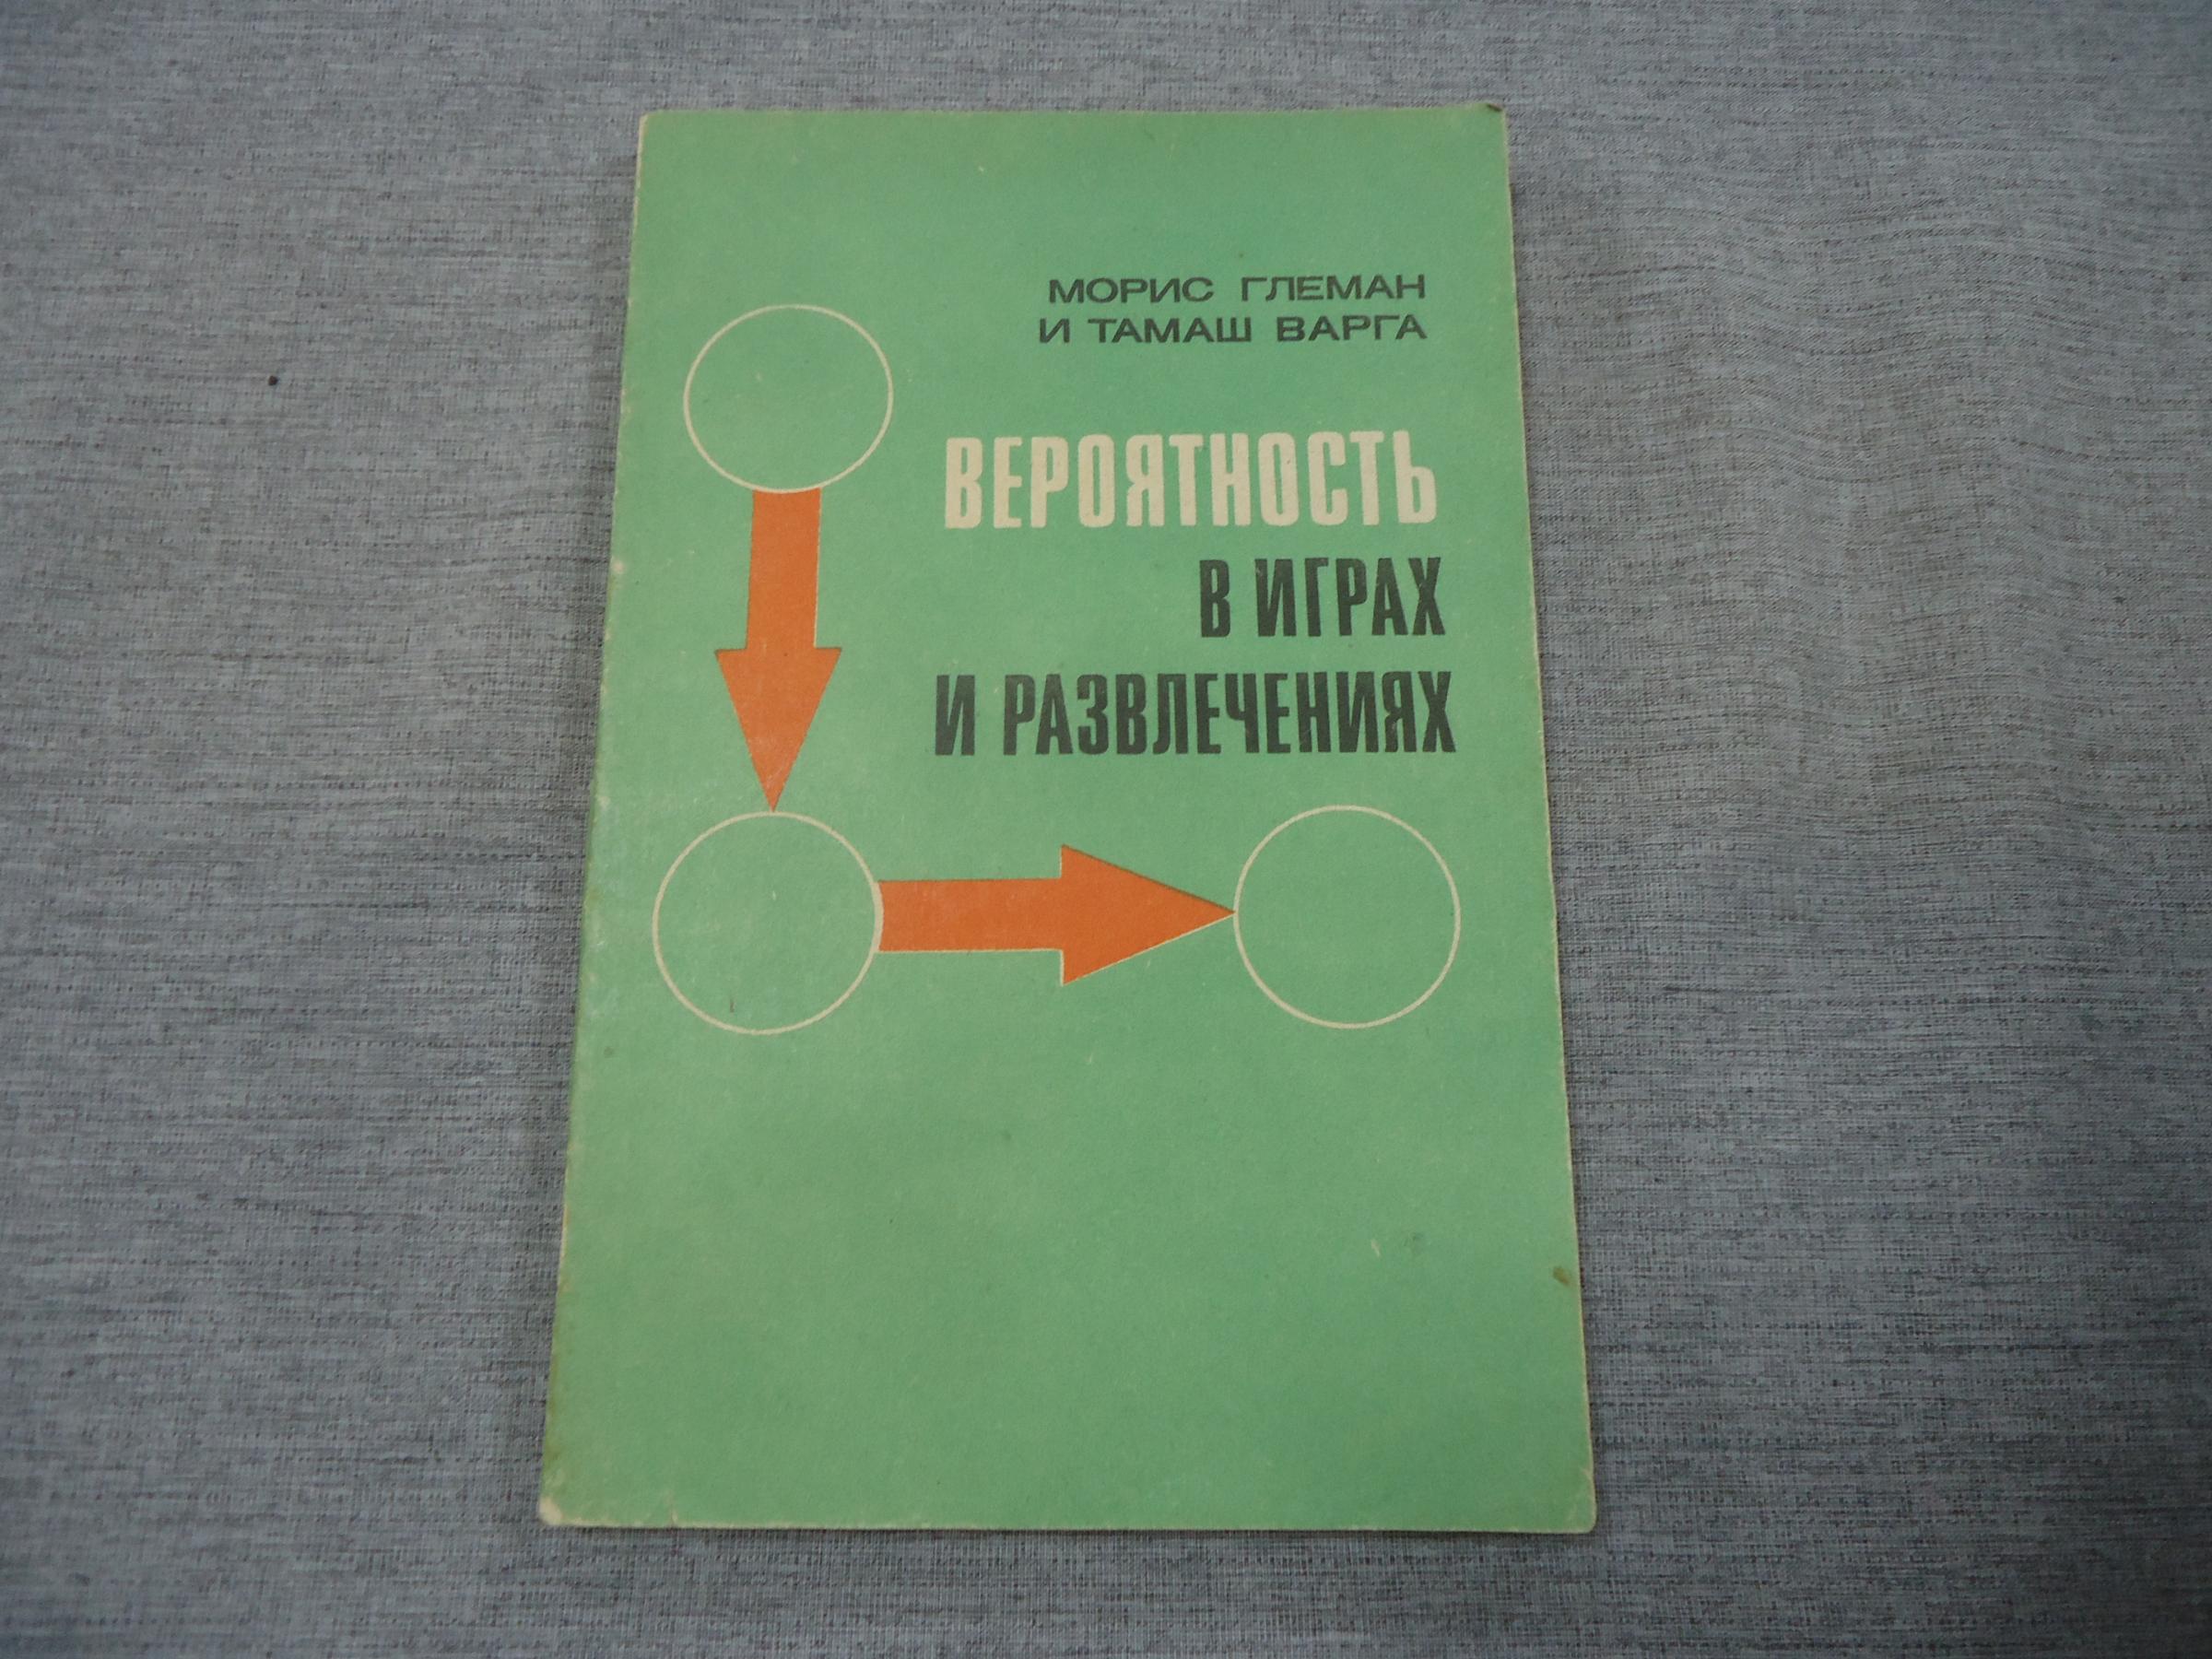 МОРИС ГЛЕМАН
И ТАМАШ ВАРГА
ВЕРОЯТНОСТЬ
В ИГРАХ
И РАЗВЛЕЧЕНИЯХ